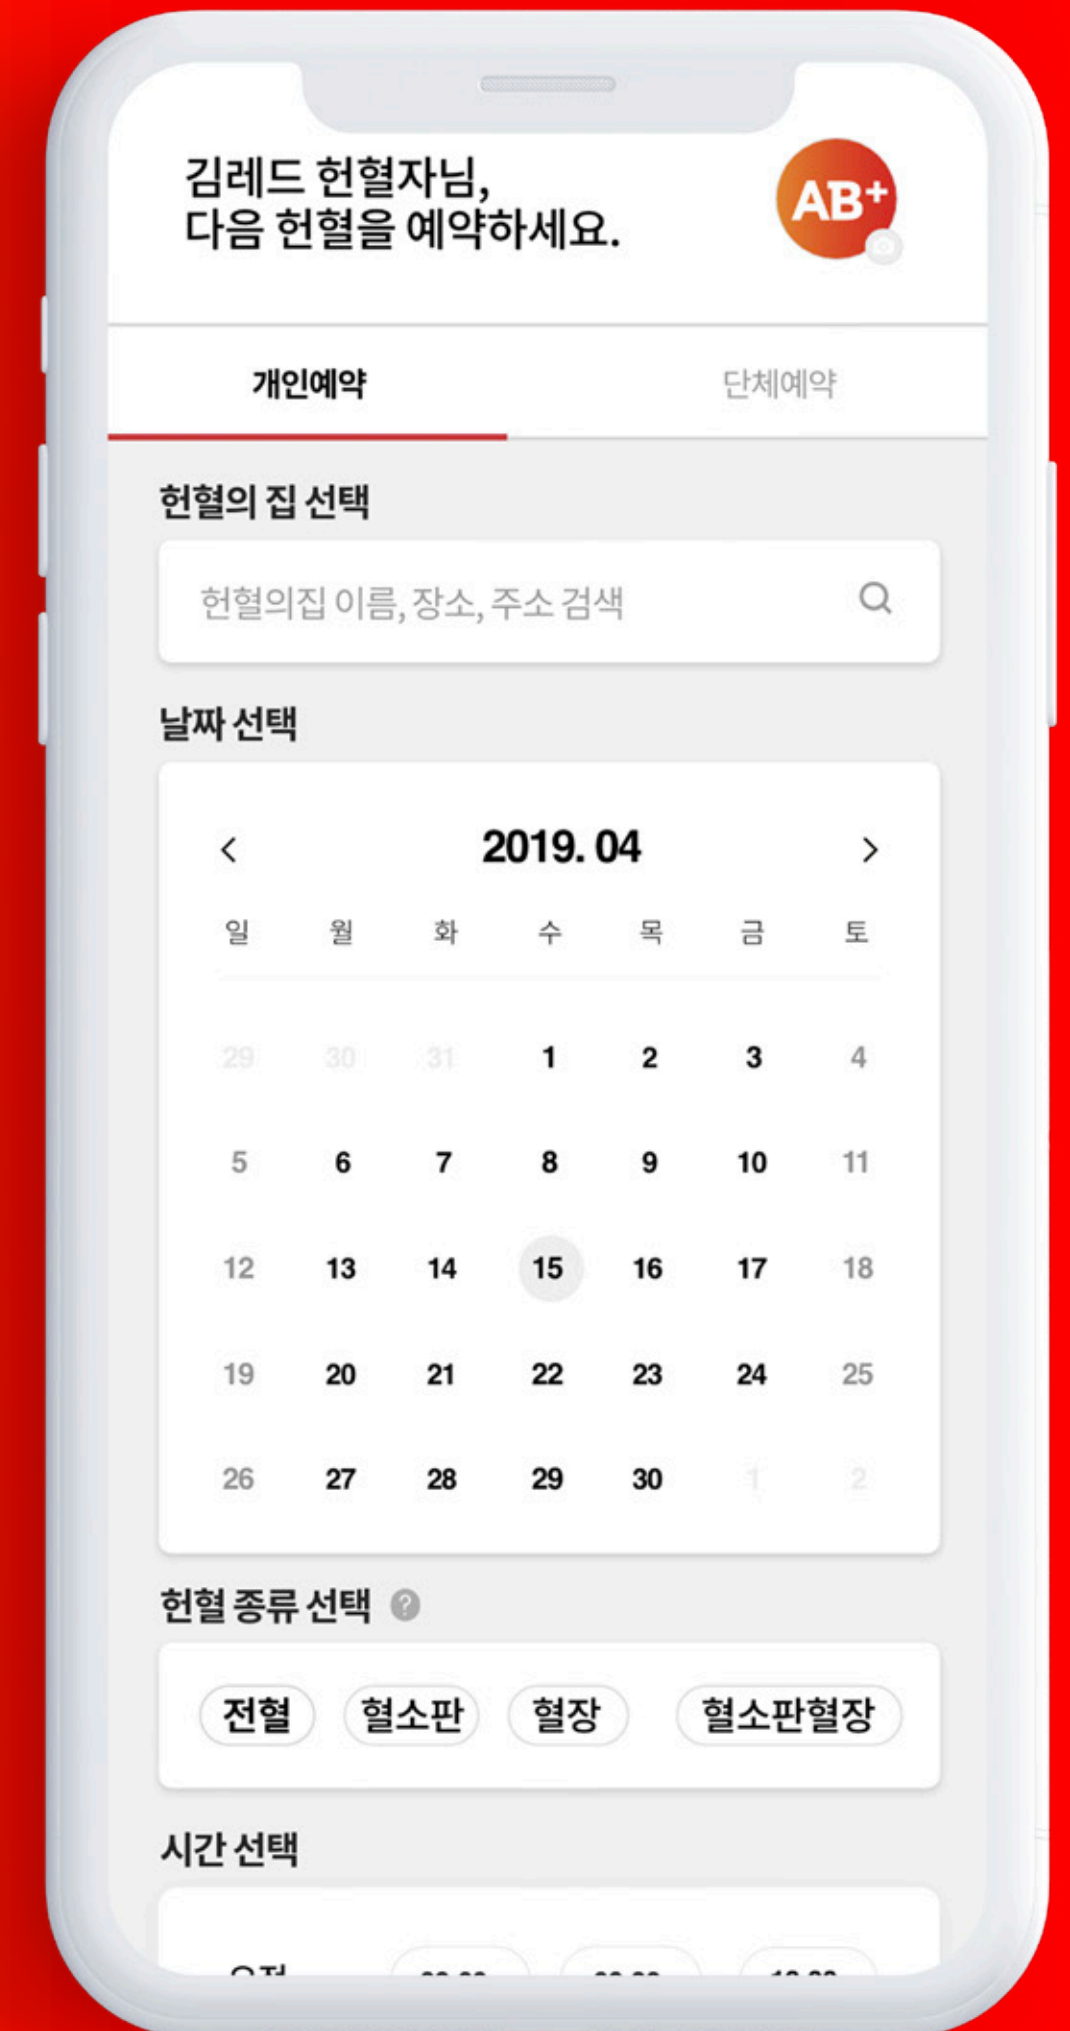 김레드 헌혈자님,
다음 헌혈을 예약하세요.
AB+
개인예약 단체예약
헌혈의 집 선택
헌혈의집 이름, 장소, 주소 검색
날짜 선택
< 2019. 04 >
일 월 화 수 목 금 토
29 30 31 1 2 3 4
5 6 7 8 9 10 11
12 13 14 15 16 17 18
19 20 21 22 23 24 25
26 27 28 29 30 1 2
헌혈 종류 선택 ?
전혈 혈소판 혈장 혈소판혈장
시간 선택